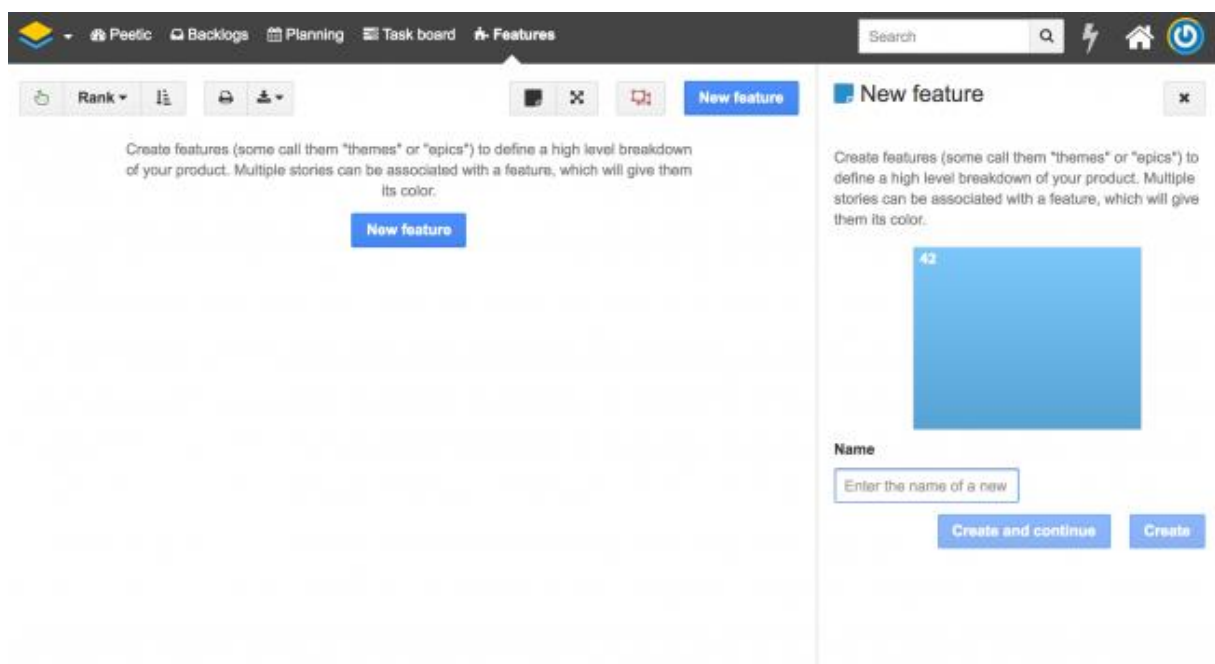 Peetic Backlogs Planning Task board Features Search
Rank New feature
Create features (some call them "themes" or "epics") to define a high level breakdown
of your product. Multiple stories can be associated with a feature, which will give them
its color.
New feature
New feature
Create features (some call them "themes" or "epics") to
define a high level breakdown of your product. Multiple
stories can be associated with a feature, which will give
them its color.
42
Name
Enter the name of a new
Create and continue Create